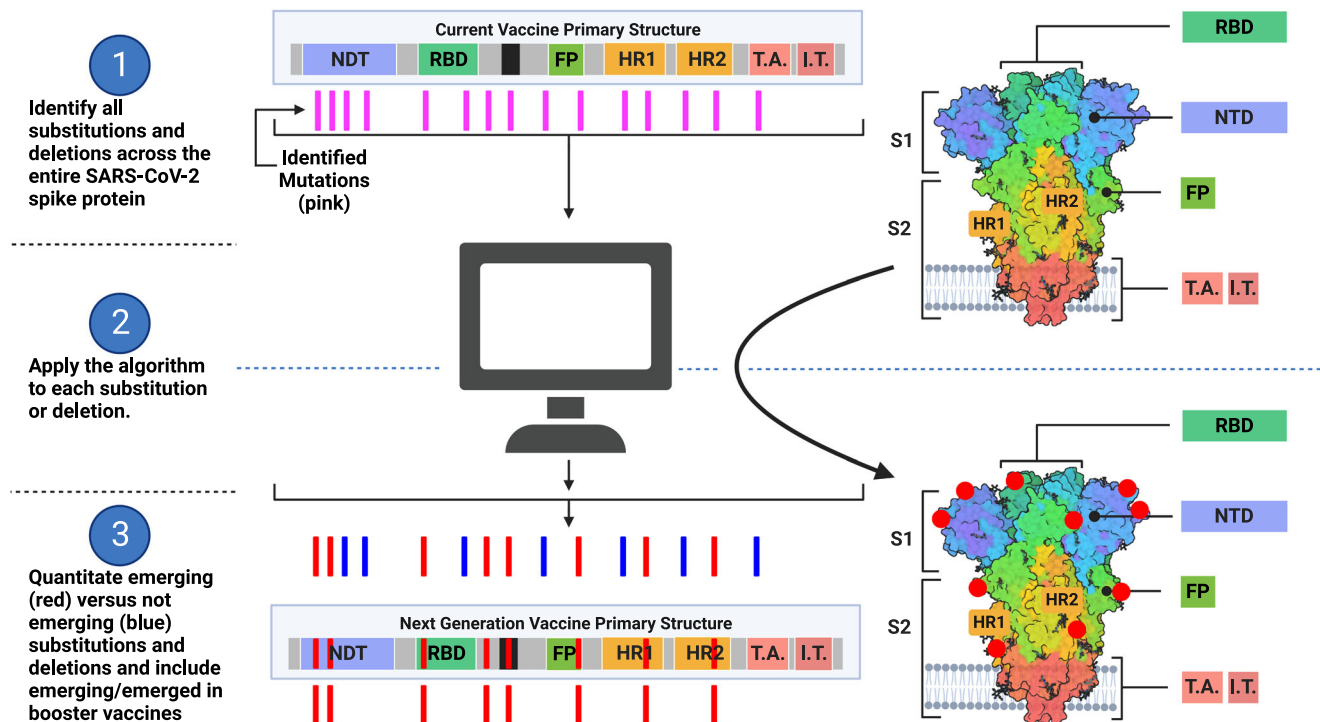 1
Identify all
substitutions and
deletions across the
entire SARS-CoV-2
spike protein
Current Vaccine Primary Structure
NDT RBD FP HR1 HR2 T.A. I.T.
Identified
Mutations
(pink)
RBD
S1
NTD
FP
HR2
HR1
S2
T.A. I.T.
2
Apply the algorithm
to each substitution
or deletion.
3
Quantitate emerging
(red) versus not
emerging (blue)
substitutions and
deletions and include
emerging/emerged in
booster vaccines
Next Generation Vaccine Primary Structure
NDT RBD FP HR1 HR2 T.A. I.T.
RBD
S1
NTD
FP
HR2
HR1
S2
T.A. I.T.